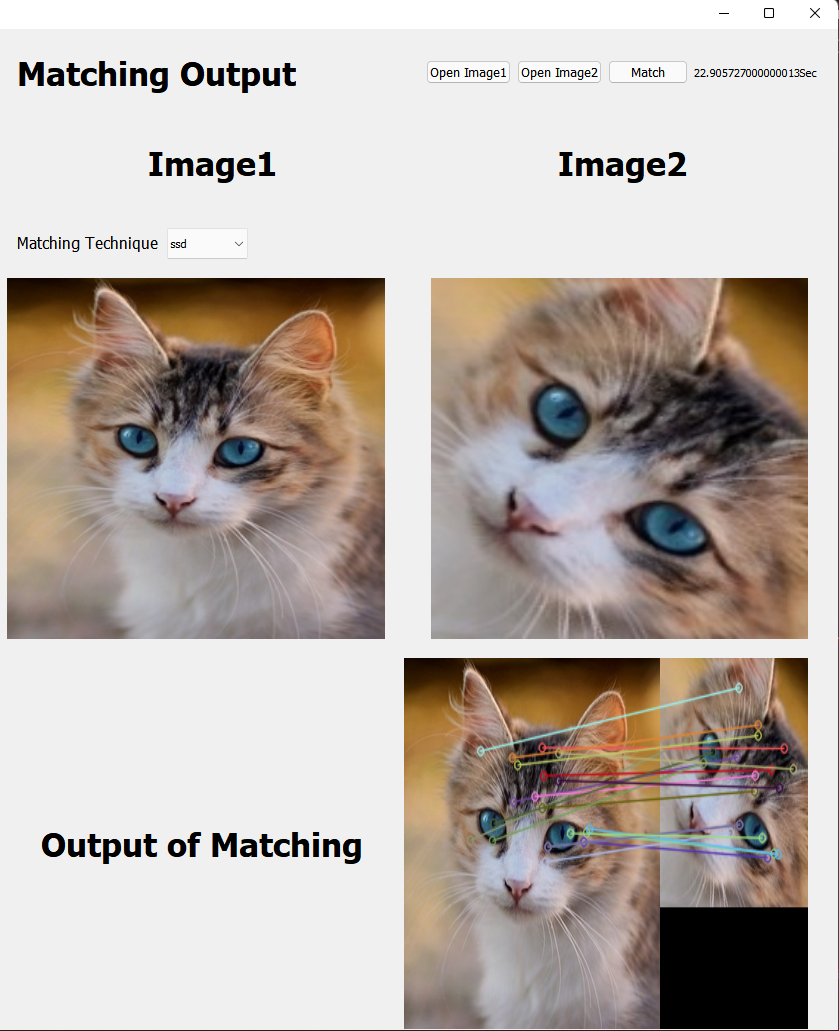 Matching Output
Open Image1 Open Image2 Match 22.905727000000013Sec
Image1 Image2
Matching Technique ssd
Output of Matching